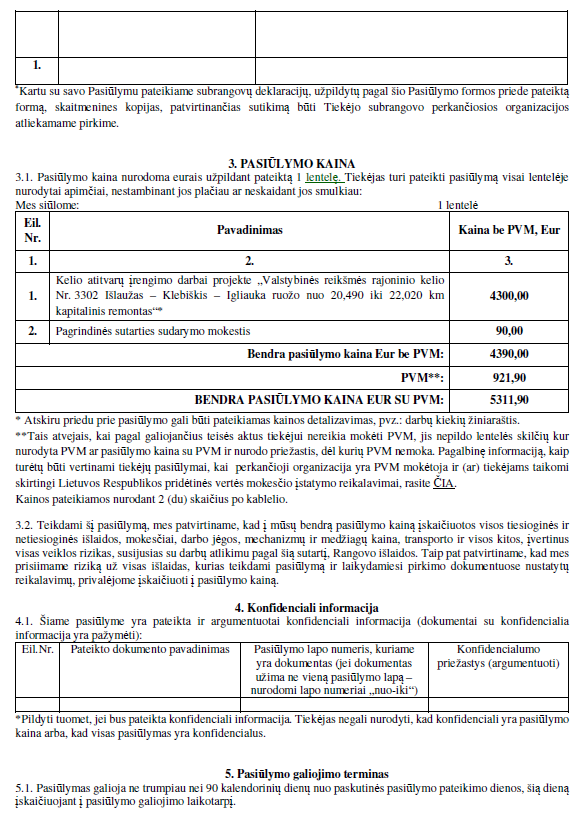 1.
*Kartu su savo Pasiūlymu pateikiame subrangovų deklaracijų, užpildytų pagal šio Pasiūlymo formos priede pateiktą
formą, skaitmenines kopijas, patvirtinančias sutikimą būti Tiekėjo subrangovo perkančiosios organizacijos
atliekamame pirkime.
3. PASIŪLYMO KAINA
3.1. Pasiūlymo kaina nurodoma eurais užpildant pateiktą 1 lentelę. Tiekėjas turi pateikti pasiūlymą visai lentelėje
nurodytai apimčiai, nestambinant jos plačiau ar neskaidant jos smulkiau:
Mes siūlome: 1 lentelė
Eil. Nr. Pavadinimas Kaina be PVM, Eur
1. 2. 3.
1. Kelio atitvarų įrengimo darbai projekte „Valstybinės reikšmės rajoninio kelio
Nr. 3302 Išlaužas – Klebiškis – Igliauka ruožo nuo 20,490 iki 22,020 km
kapitalinis remontas“* 4300,00
2. Pagrindinės sutarties sudarymo mokestis 90,00
Bendra pasiūlymo kaina Eur be PVM: 4390,00
PVM**: 921,90
BENDRA PASIŪLYMO KAINA EUR SU PVM: 5311,90
* Atskiru priedu prie pasiūlymo gali būti pateikiamas kainos detalizavimas, pvz.: darbų kiekių žiniaraštis.
**Tais atvejais, kai pagal galiojančius teisės aktus tiekėjui nereikia mokėti PVM, jis nepildo lentelės skilčių kur
nurodyta PVM ar pasiūlymo kaina su PVM ir nurodo priežastis, dėl kurių PVM nemoka. Pagalbinę informaciją, kaip
turėtų būti vertinami tiekėjų pasiūlymai, kai perkančioji organizacija yra PVM mokėtoja ir (ar) tiekėjams taikomi
skirtingi Lietuvos Respublikos pridėtinės vertės mokesčio įstatymo reikalavimai, rasite ČIA.
Kainos pateikiamos nurodant 2 (du) skaičius po kablelio.
3.2. Teikdami šį pasiūlymą, mes patvirtiname, kad į mūsų bendrą pasiūlymo kainą įskaičiuotos visos tiesioginės ir
netiesioginės išlaidos, mokesčiai, darbo jėgos, mechanizmų ir medžiagų kaina, transporto ir visos kitos, įvertinus
visas veiklos rizikas, susijusias su darbų atlikimu pagal šią sutartį, Rangovo išlaidos. Taip pat patvirtiname, kad mes
prisiimame riziką už visas išlaidas, kurias teikdami pasiūlymą ir laikydamiesi pirkimo dokumentuose nustatytų
reikalavimų, privalėjome įskaičiuoti į pasiūlymo kainą.
4. Konfidenciali informacija
4.1. Šiame pasiūlyme yra pateikta ir argumentuotai konfidenciali informacija (dokumentai su konfidencialia
informacija yra pažymėti):
Eil.Nr. Pateikto dokumento pavadinimas Pasiūlymo lapo numeris, kuriame
yra dokumentas (jei dokumentas
užima ne vieną pasiūlymo lapą –
nurodomi lapo numeriai „nuo-iki“) Konfidencialumo
priežastys (argumentuoti)
*Pildyti tuomet, jei bus pateikta konfidenciali informacija. Tiekėjas negali nurodyti, kad konfidenciali yra pasiūlymo
kaina arba, kad visas pasiūlymas yra konfidencialus.
5. Pasiūlymo galiojimo terminas
5.1. Pasiūlymas galioja ne trumpiau nei 90 kalendorinių dienų nuo paskutinės pasiūlymo pateikimo dienos, šią dieną
įskaičiuojant į pasiūlymo galiojimo laikotarpį.